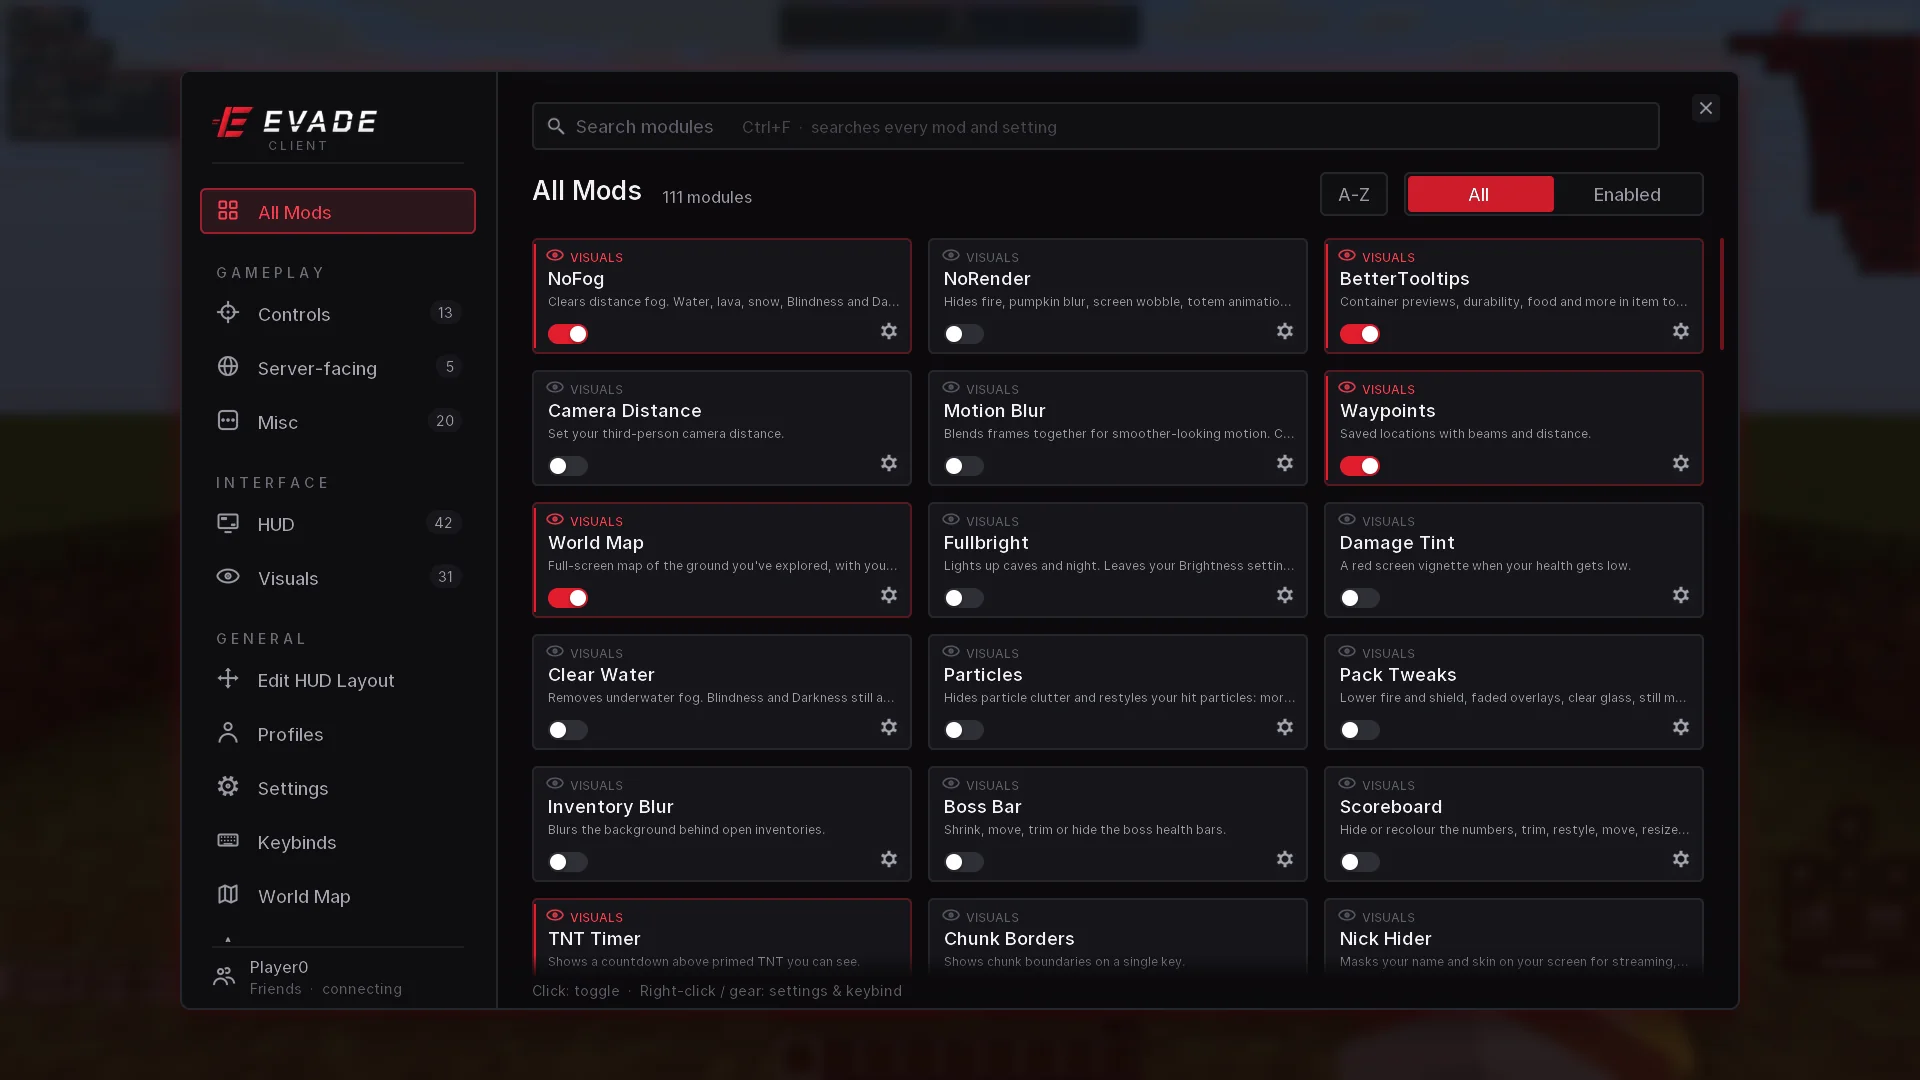 EVADE
CLIENT
All Mods
GAMEPLAY
Controls 13
Server-facing 5
Misc 20
INTERFACE
HUD 42
Visuals 31
GENERAL
Edit HUD Layout
Profiles
Settings
Keybinds
World Map
Player0
Friends · connecting
Search modules Ctrl+F · searches every mod and setting
All Mods 111 modules
A-Z All Enabled
VISUALS
NoFog
Clears distance fog. Water, lava, snow, Blindness and Da...
VISUALS
NoRender
Hides fire, pumpkin blur, screen wobble, totem animatio...
VISUALS
BetterTooltips
Container previews, durability, food and more in item to...
VISUALS
Camera Distance
Set your third-person camera distance.
VISUALS
Motion Blur
Blends frames together for smoother-looking motion. C...
VISUALS
Waypoints
Saved locations with beams and distance.
VISUALS
World Map
Full-screen map of the ground you've explored, with you...
VISUALS
Fullbright
Lights up caves and night. Leaves your Brightness settin...
VISUALS
Damage Tint
A red screen vignette when your health gets low.
VISUALS
Clear Water
Removes underwater fog. Blindness and Darkness still a...
VISUALS
Particles
Hides particle clutter and restyles your hit particles: mor...
VISUALS
Pack Tweaks
Lower fire and shield, faded overlays, clear glass, still m...
VISUALS
Inventory Blur
Blurs the background behind open inventories.
VISUALS
Boss Bar
Shrink, move, trim or hide the boss health bars.
VISUALS
Scoreboard
Hide or recolour the numbers, trim, restyle, move, resize...
VISUALS
TNT Timer
Shows a countdown above primed TNT you can see.
VISUALS
Chunk Borders
Shows chunk boundaries on a single key.
VISUALS
Nick Hider
Masks your name and skin on your screen for streaming,...
Click: toggle · Right-click / gear: settings & keybind